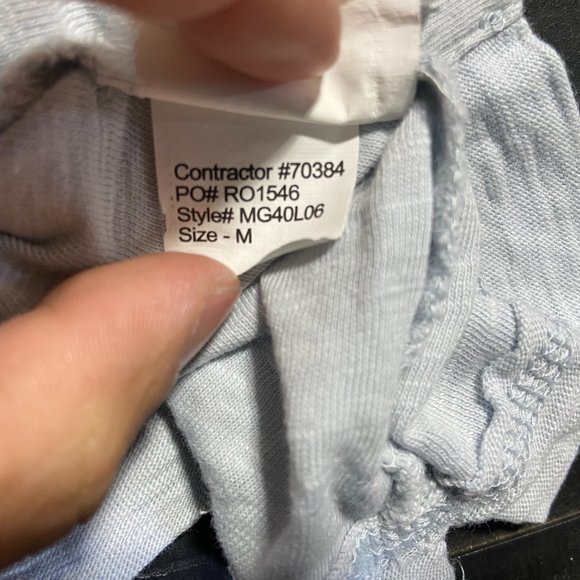 Contractor #70384
PO# RO1546
Style# MG40L06
Size - M